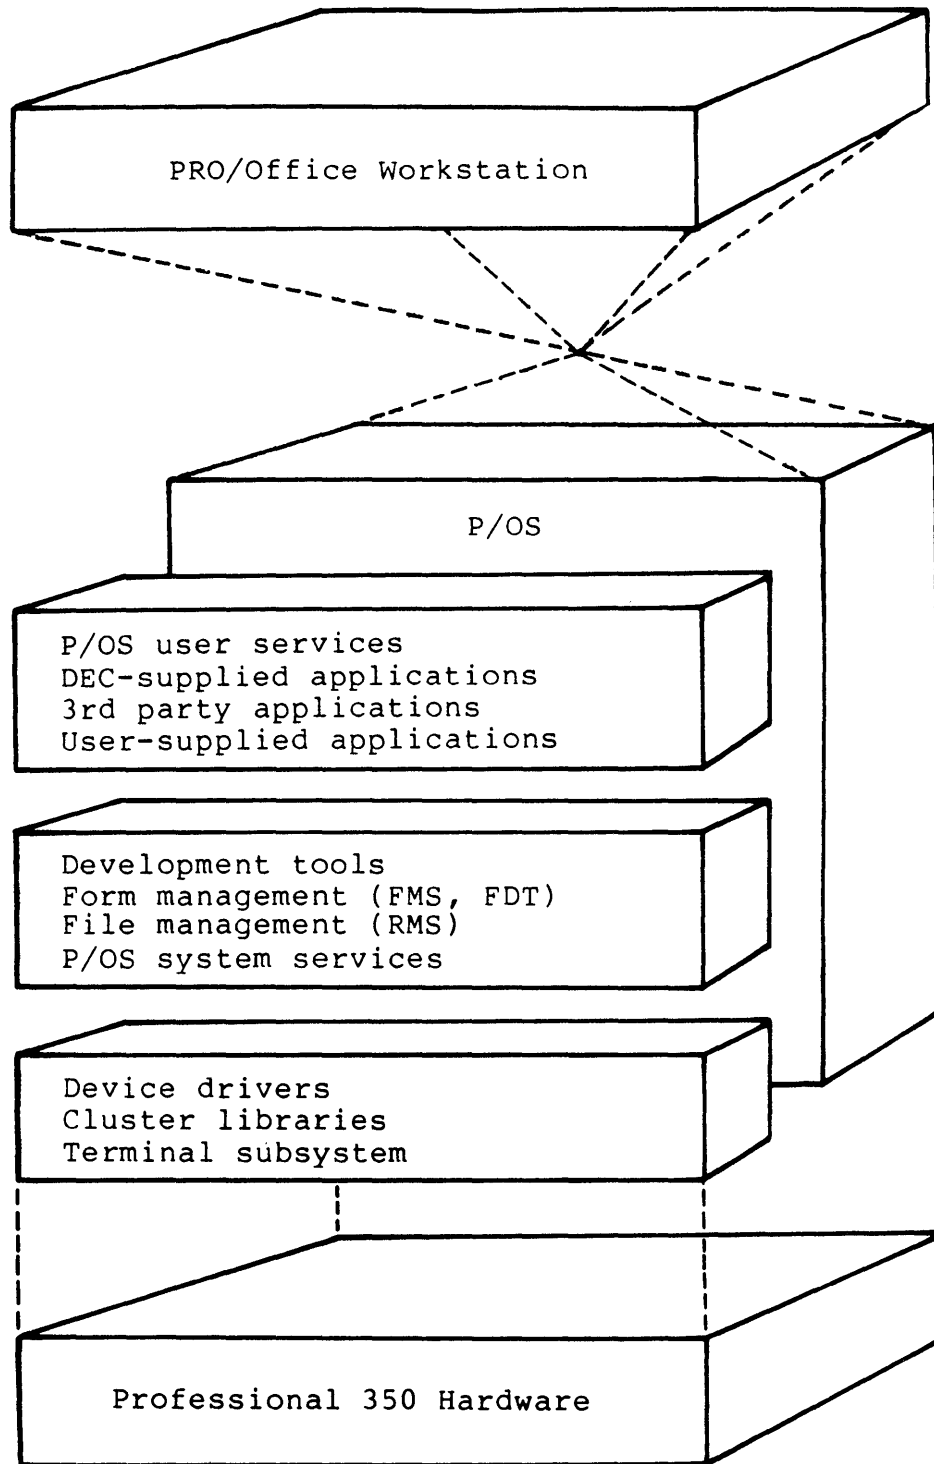 PRO/Office Workstation
P/OS
P/OS user services
DEC-supplied applications
3rd party applications
User-supplied applications
Development tools
Form management (FMS, FDT)
File management (RMS)
P/OS system services
Device drivers
Cluster libraries
Terminal subsystem
Professional 350 Hardware